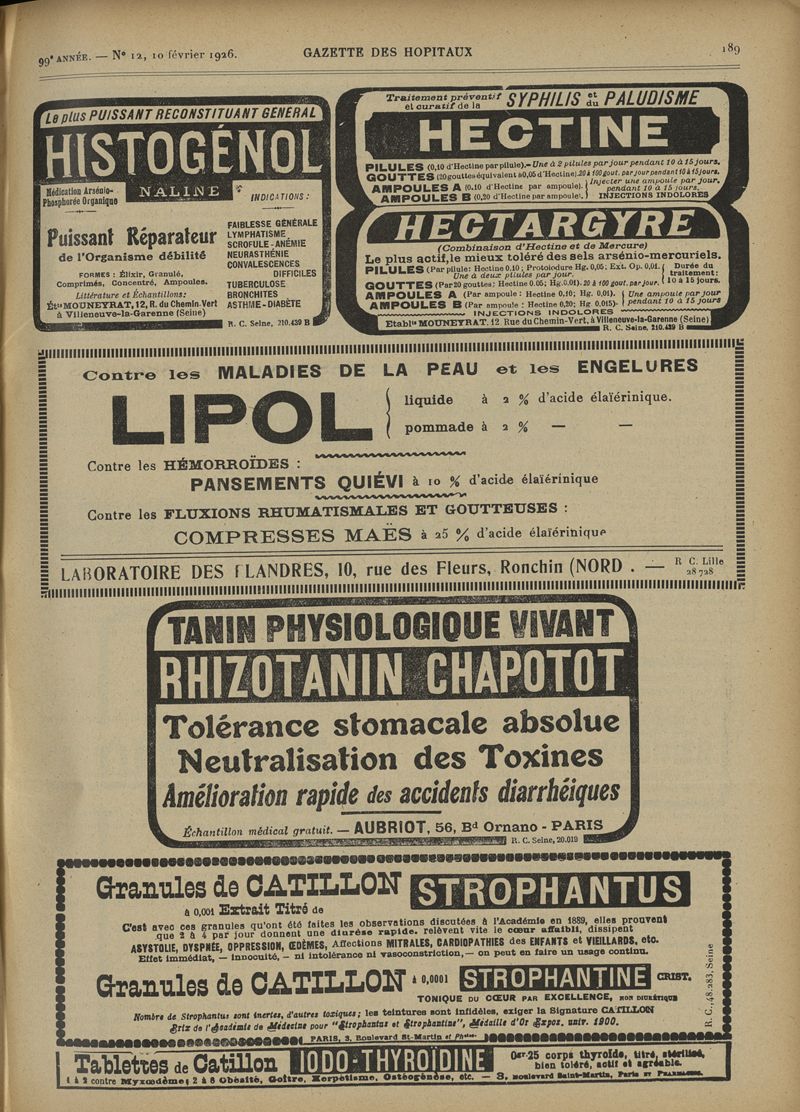 99e ANNÉE. — No 12, 10 février 1926.
GAZETTE DES HOPITAUX
189
Le plus PUISSANT RECONSTITUANT GÉNÉRAL
HISTOGÉNOL
Médication Arsénio-
Phosphorée Organique
NALINE
INDICATIONS :
Puissant Réparateur
de l'Organisme débilité
FORMES : Élixir, Granulé,
Comprimés, Concentré, Ampoules.
Littérature et Échantillons:
Éts MOUNEYRAT, 12, R. du Chemin-Vert
à Villeneuve-la-Garenne (Seine)
FAIBLESSE GÉNÉRALE
LYMPHATISME
SCROFULE - ANÉMIE
NEURASTHÉNIE
CONVALESCENCES
DIFFICILES
TUBERCULOSE
BRONCHITES
ASTHME - DIABÈTE
R. C. Seine, 210.439 B
Traitement préventif et curatif de la SYPHILIS et du PALUDISME
HECTINE
PILULES (0,10 d'Hectine par pilule).- Une à 2 pilules par jour pendant 10 à 15 jours.
GOUTTES (20 gouttes équivalent à 0,05 d'Hectine). 20 à 100 gout. par jour pendant 10 à 15 jours.
AMPOULES A (0,10 d'Hectine par ampoule).
AMPOULES B (0,20 d'Hectine par ampoule).
Injecter une ampoule par jour.
pendant 10 à 15 jours.
INJECTIONS INDOLORES
HECTARGYRE
(Combinaison d'Hectine et de Mercure)
Le plus actif, le mieux toléré des sels arsénio-mercuriels.
PILULES (Par pilule: Hectine 0,10; Protoiodure Hg. 0,05; Ext. Op. 0,01.
Une à deux pilules par jour.
GOUTTES (Par 20 gouttes: Hectine 0,05; Hg. 0,01). 20 à 100 gout. par jour.
Durée du
traitement:
10 à 15 jours.
AMPOULES A (Par ampoule : Hectine 0,10; Hg. 0,01).
AMPOULES B (Par ampoule: Hectine 0,20; Hg 0,015).
Une ampoule par jour
pendant 10 à 15 jours
INJECTIONS INDOLORES
Etablts MOUNEYRAT, 12 Rue du Chemin-Vert, à Villeneuve-la-Garenne (Seine)
R. C. Seine, 210.439 B
Contre les MALADIES DE LA PEAU et les ENGELURES
LIPOL
liquide à 2 % d'acide élaïérinique.
pommade à 2 % — —
Contre les HÉMORROÏDES :
PANSEMENTS QUIÉVI à 10 % d'acide élaïérinique
Contre les FLUXIONS RHUMATISMALES ET GOUTTEUSES :
COMPRESSES MAËS à 25 % d'acide élaïérinique
LABORATOIRE DES FLANDRES, 10, rue des Fleurs, Ronchin (NORD . — R C. Lille
28 728
TANIN PHYSIOLOGIQUE VIVANT
RHIZOTANIN CHAPOTOT
Tolérance stomacale absolue
Neutralisation des Toxines
Amélioration rapide des accidents diarrhéiques
Échantillon médical gratuit. — AUBRIOT, 56, Bd Ornano - PARIS
R. C. Seine, 20.012
Granules de CATILLON STROPHANTUS
à 0,001 Extrait Titré de
C'est avec ces granules qu'ont été faites les observations discutées à l'Académie en 1889, elles prouvent
que 2 à 4 par jour donnent une diurèse rapide. relèvent vite le cœur affaibli, dissipent
ASYSTOLIE, DYSPNÉE, OPPRESSION, ŒDÈMES, Affections MITRALES, CARDIOPATHIES des ENFANTS et VIEILLARDS, etc.
Effet immédiat, — innocuité, — ni intolérance ni vasoconstriction, — on peut en faire un usage continu.
Granules de CATILLON à 0,0001 STROPHANTINE CRIST.
TONIQUE DU CŒUR PAR EXCELLENCE, NON DIURÉTIQUE
Nombre de Strophantus sont inertes, d'autres toxiques; les teintures sont infidèles, exiger la Signature CATILLON
Prix de l'Académie de Médecine pour "Strophantus et Strophantine", Médaille d'Or Expos. univ. 1900.
PARIS, 3, Boulevard St-Martin et Phies.
R. C., 48.283, Seine
Tablettes de Catillon IODO-THYROÏDINE
0gr.25 corps thyroïde, titré, stérilisé,
bien toléré, actif et agréable.
1 à 2 contre Myxœdème; 2 à 8 Obésité, Goître, Herpétisme, Ostéogénèse, etc. — 3, Boulevard Saint-Martin, PARIS ET PHARMACIES.